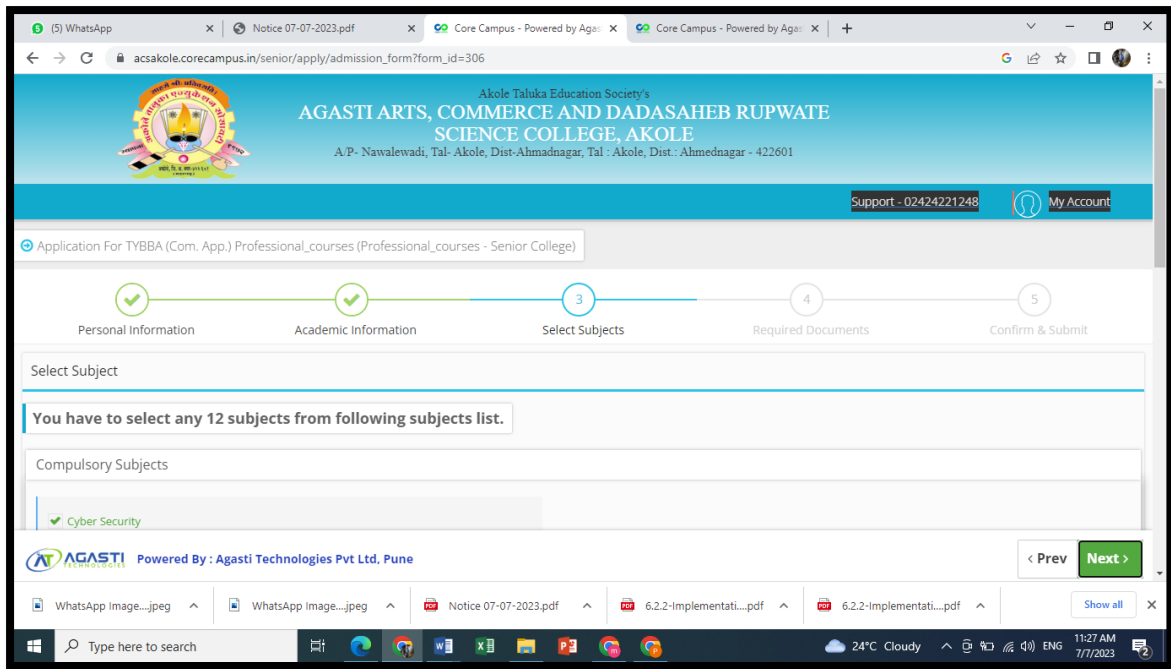 (5) WhatsApp
Notice 07-07-2023.pdf
Core Campus - Powered by Agas
Core Campus - Powered by Agast
acsakole.corecampus.in/senior/apply/admission_form?form_id=306
Akole Taluka Education Society's
AGASTI ARTS, COMMERCE AND DADASAHEB RUPWATE
SCIENCE COLLEGE, AKOLE
A/P- Nawalewadi, Tal- Akole, Dist-Ahmadnagar, Tal : Akole, Dist.: Ahmednagar - 422601
Support - 02424221248
My Account
Application For TYBBA (Com. App.) Professional_courses (Professional_courses - Senior College)
3
4
5
Personal Information
Academic Information
Select Subjects
Required Documents
Confirm & Submit
Select Subject
You have to select any 12 subjects from following subjects list.
Compulsory Subjects
Cyber Security
AT AGASTI
TECHNOLOGIES
Powered By : Agasti Technologies Pvt Ltd, Pune
< Prev
Next >
WhatsApp Image....jpeg
WhatsApp Image....jpeg
Notice 07-07-2023.pdf
6.2.2-Implementati....pdf
6.2.2-Implementati....pdf
Show all
Type here to search
24°C Cloudy
ENG
11:27 AM
7/7/2023
2